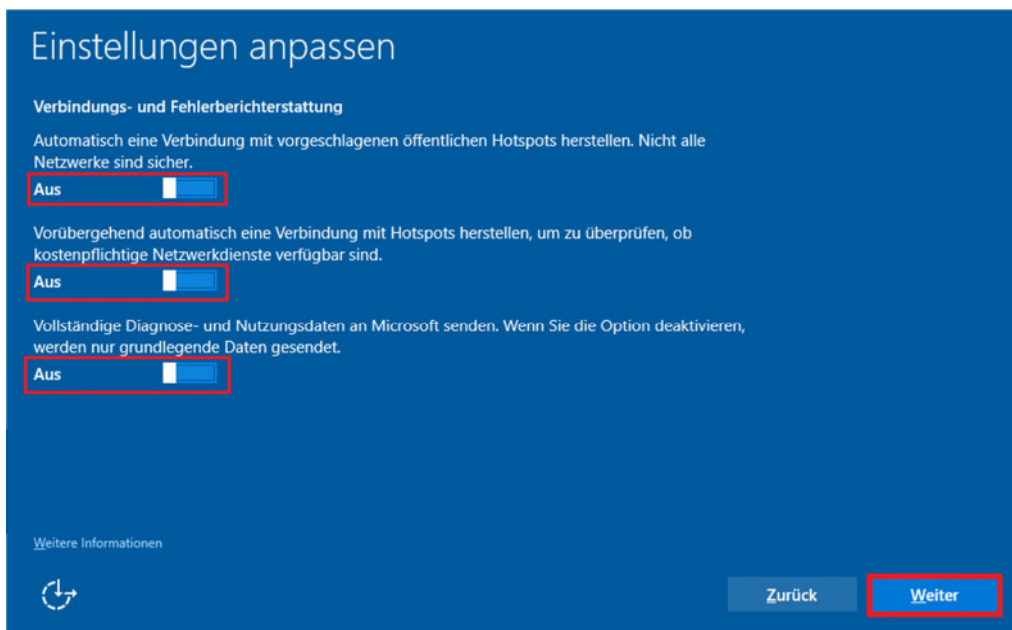 Einstellungen anpassen
Verbindungs- und Fehlerberichterstattung
Automatisch eine Verbindung mit vorgeschlagenen öffentlichen Hotspots herstellen. Nicht alle
Netzwerke sind sicher.
Aus
Vorübergehend automatisch eine Verbindung mit Hotspots herstellen, um zu überprüfen, ob
kostenpflichtige Netzwerkdienste verfügbar sind.
Aus
Vollständige Diagnose- und Nutzungsdaten an Microsoft senden. Wenn Sie die Option deaktivieren,
werden nur grundlegende Daten gesendet.
Aus
Weitere Informationen
Zurück
Weiter